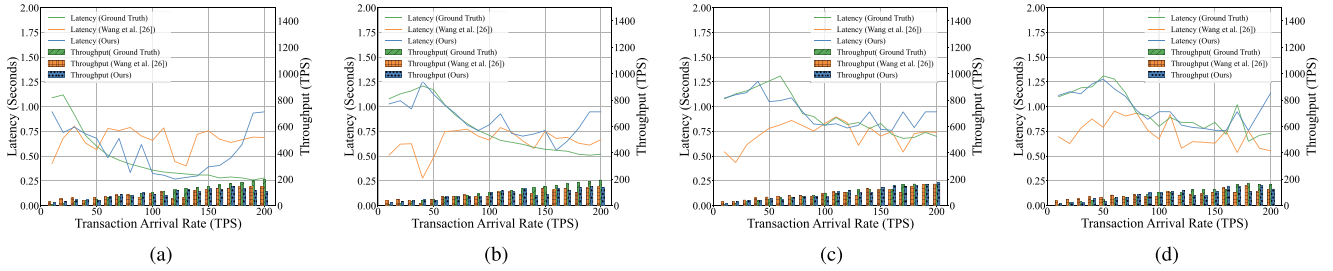 2.00
1.75
1.50
1.25
1.00
0.75
0.50
0.25
0.00
Latency (Seconds)
Latency (Ground Truth)
Latency (Wang et al. [26])
Latency (Ours)
Throughput( Ground Truth)
Throughput (Wang et al. [26])
Throughput (Ours)
1400
1200
1000
800
600
400
200
0
Throughput (TPS)
0 50 100 150 200
Transaction Arrival Rate (TPS)
(a)
2.00
1.75
1.50
1.25
1.00
0.75
0.50
0.25
0.00
Latency (Seconds)
Latency (Ground Truth)
Latency (Wang et al. [26])
Latency (Ours)
Throughput( Ground Truth)
Throughput (Wang et al. [26])
Throughput (Ours)
1400
1200
1000
800
600
400
200
0
Throughput (TPS)
0 50 100 150 200
Transaction Arrival Rate (TPS)
(b)
2.00
1.75
1.50
1.25
1.00
0.75
0.50
0.25
0.00
Latency (Seconds)
Latency (Ground Truth)
Latency (Wang et al. [26])
Latency (Ours)
Throughput( Ground Truth)
Throughput (Wang et al. [26])
Throughput (Ours)
1400
1200
1000
800
600
400
200
0
Throughput (TPS)
0 50 100 150 200
Transaction Arrival Rate (TPS)
(c)
2.00
1.75
1.50
1.25
1.00
0.75
0.50
0.25
0.00
Latency (Seconds)
Latency (Ground Truth)
Latency (Wang et al. [26])
Latency (Ours)
Throughput( Ground Truth)
Throughput (Wang et al. [26])
Throughput (Ours)
1400
1200
1000
800
600
400
200
0
Throughput (TPS)
0 50 100 150 200
Transaction Arrival Rate (TPS)
(d)